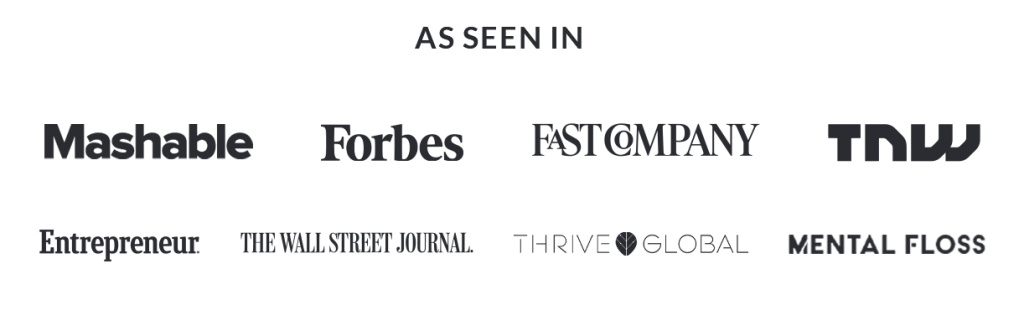 AS SEEN IN
Mashable Forbes FAST COMPANY TNW
Entrepreneur THE WALL STREET JOURNAL. THRIVE GLOBAL MENTAL FLOSS